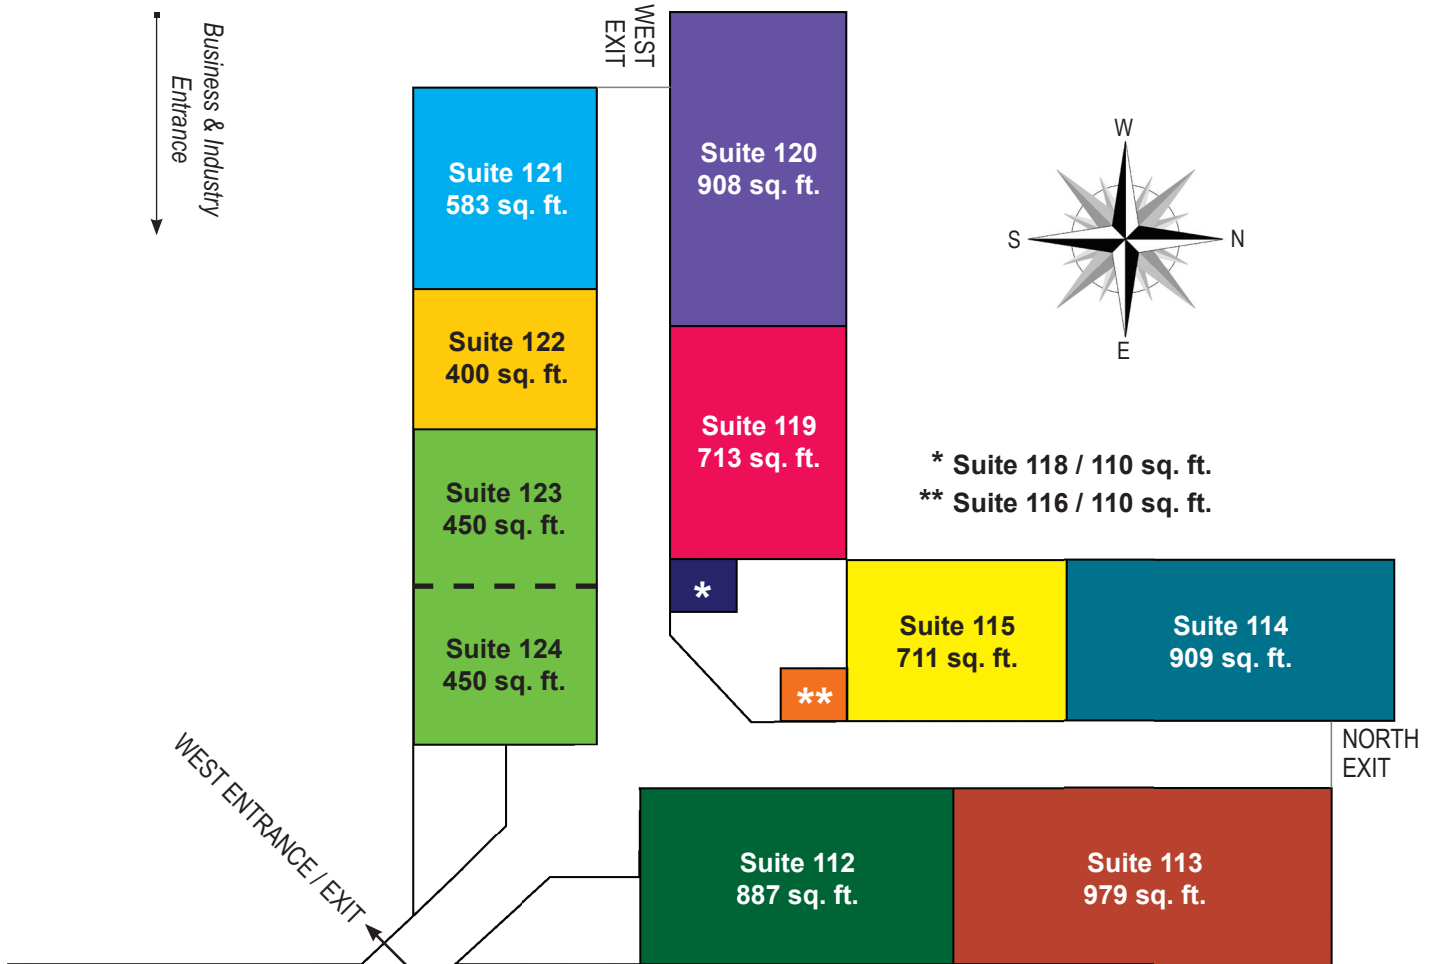 Business & Industry
Entrance
WEST
EXIT
Suite 120
908 sq. ft.
Suite 121
583 sq. ft.
W
S
N
E
Suite 122
400 sq. ft.
Suite 119
713 sq. ft.
* Suite 118 / 110 sq. ft.
** Suite 116 / 110 sq. ft.
Suite 123
450 sq. ft.
*
Suite 115
711 sq. ft.
Suite 114
909 sq. ft.
Suite 124
450 sq. ft.
**
NORTH
EXIT
WEST ENTRANCE / EXIT
Suite 112
887 sq. ft.
Suite 113
979 sq. ft.